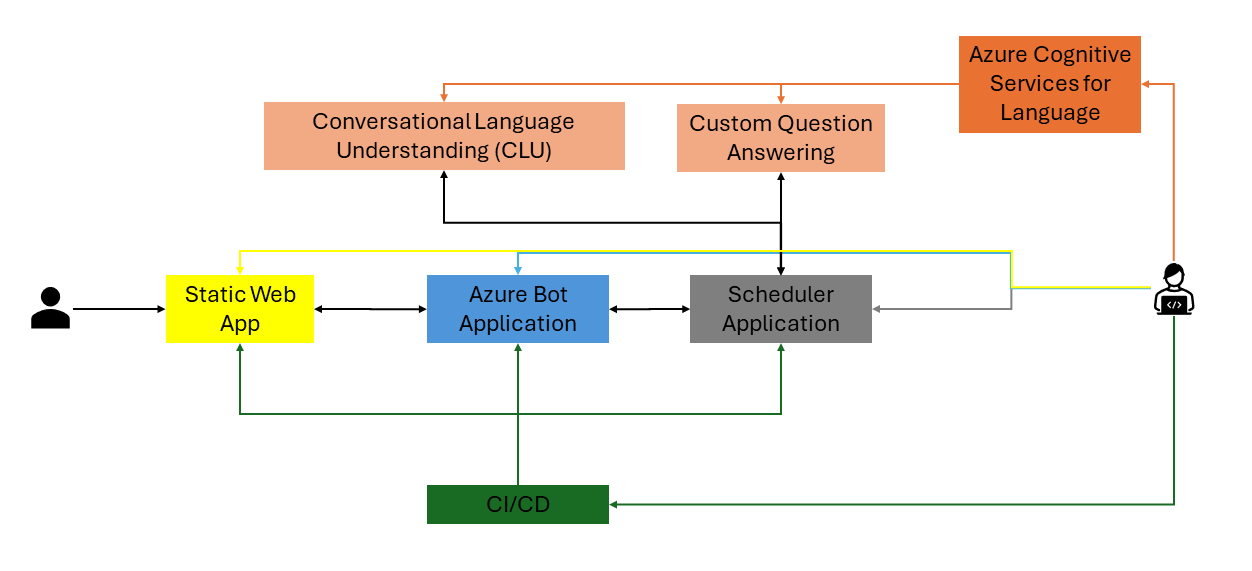 Azure Cognitive
Services for
Language
Conversational Language
Understanding (CLU)
Custom Question
Answering
Static Web
App
Azure Bot
Application
Scheduler
Application
</>
CI/CD